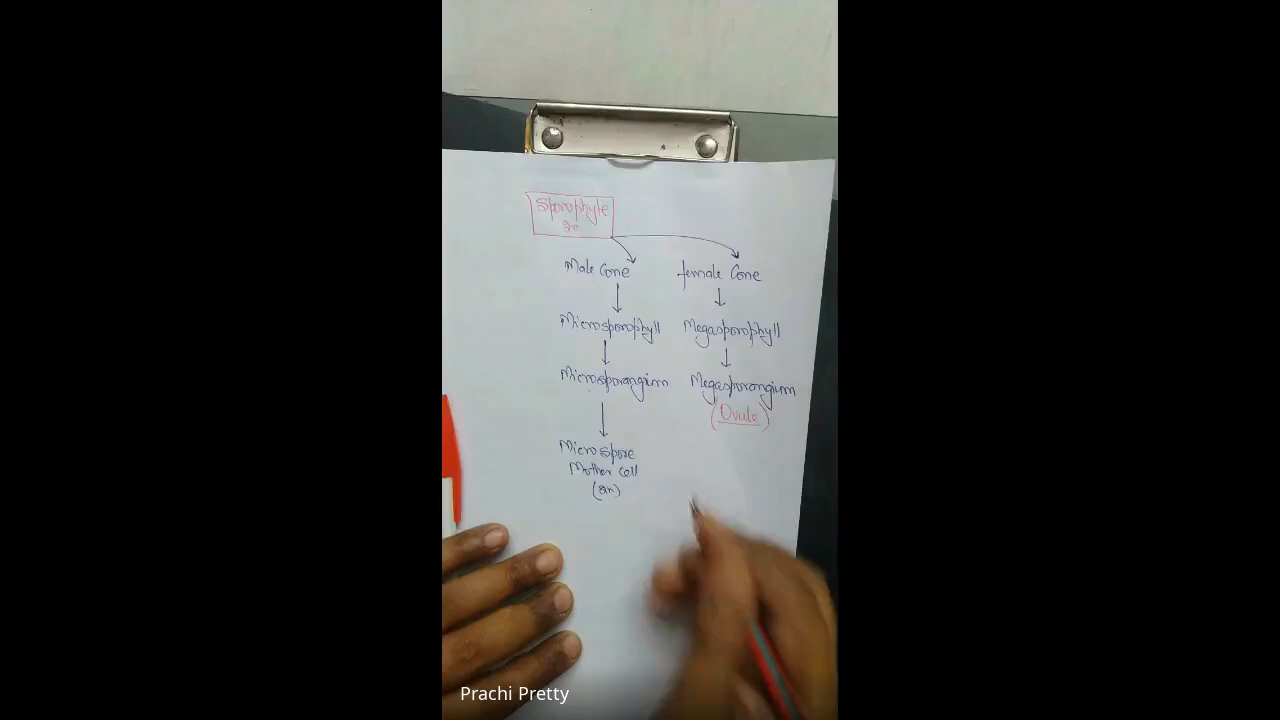 Sporophyte
2n
Male Cone
female Cone
Microsporophyll
Megasporophyll
Microsporangium
Megasporangium
(Ovule)
Microspore
Mother Cell
(2n)
Prachi Pretty